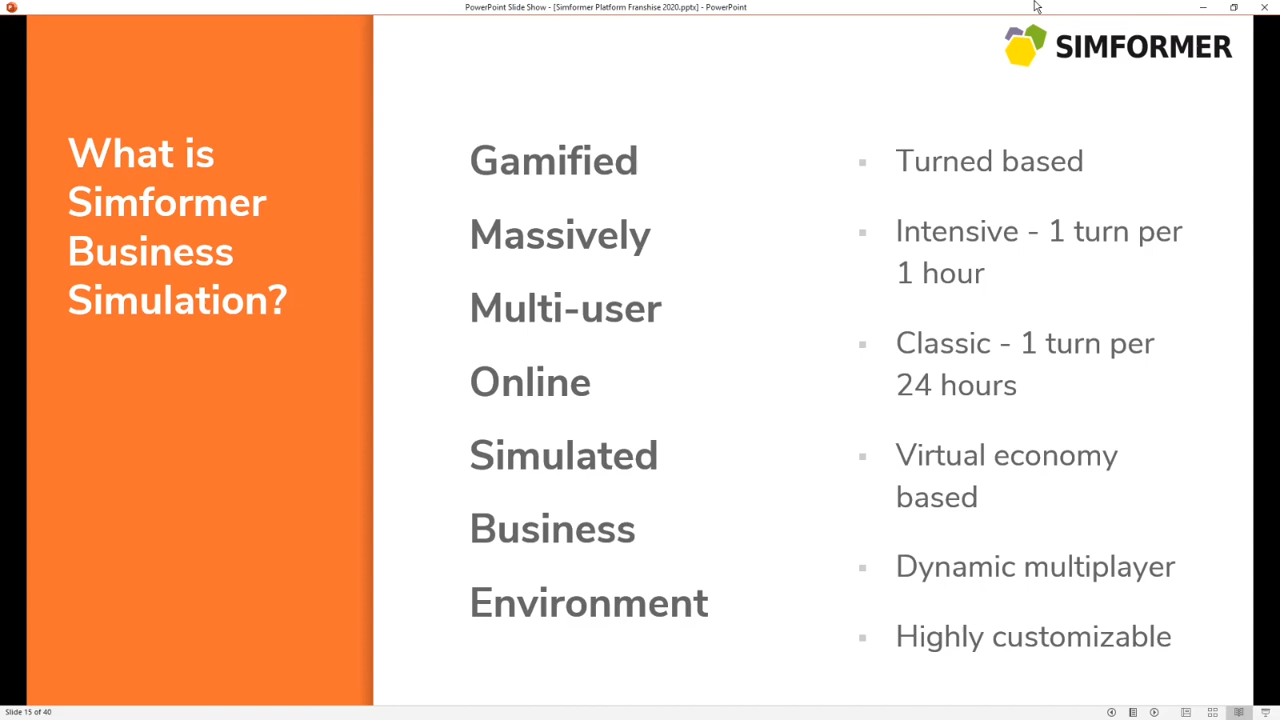 PowerPoint Slide Show - [Simformer Platform Franshise 2020.pptx] - PowerPoint
SIMFORMER
What is
Simformer
Business
Simulation?
Gamified
Massively
Multi-user
Online
Simulated
Business
Environment
Turned based
Intensive - 1 turn per
1 hour
Classic - 1 turn per
24 hours
Virtual economy
based
Dynamic multiplayer
Highly customizable
Slide 15 of 40